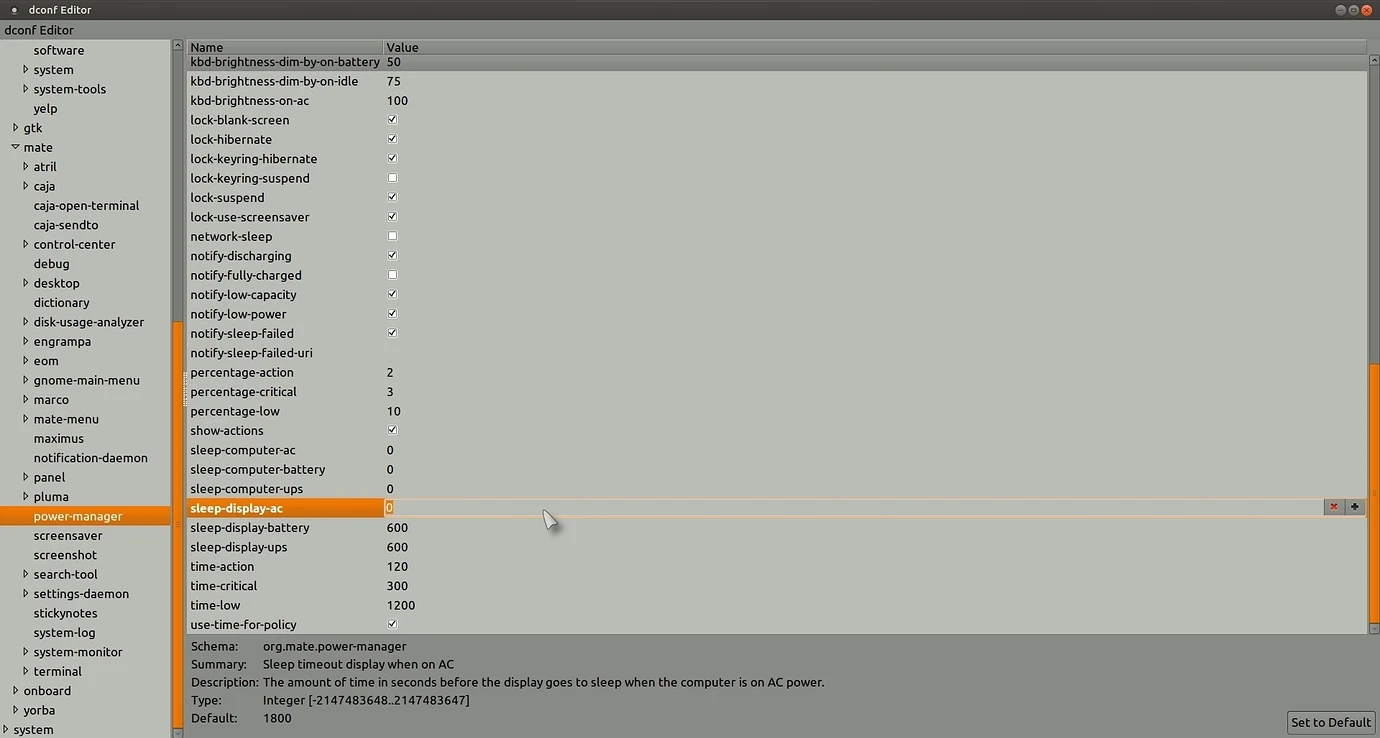 dconf Editor
dconf Editor
software
system
system-tools
yelp
gtk
mate
atril
caja
caja-open-terminal
caja-sendto
control-center
debug
desktop
dictionary
disk-usage-analyzer
engrampa
eom
gnome-main-menu
marco
mate-menu
maximus
notification-daemon
panel
pluma
power-manager
screensaver
screenshot
search-tool
settings-daemon
stickynotes
system-log
system-monitor
terminal
onboard
yorba
system
Name Value
kbd-brightness-dim-by-on-battery 50
kbd-brightness-dim-by-on-idle 75
kbd-brightness-on-ac 100
lock-blank-screen
lock-hibernate
lock-keyring-hibernate
lock-keyring-suspend
lock-suspend
lock-use-screensaver
network-sleep
notify-discharging
notify-fully-charged
notify-low-capacity
notify-low-power
notify-sleep-failed
notify-sleep-failed-uri
percentage-action 2
percentage-critical 3
percentage-low 10
show-actions
sleep-computer-ac 0
sleep-computer-battery 0
sleep-computer-ups 0
sleep-display-ac 0
sleep-display-battery 600
sleep-display-ups 600
time-action 120
time-critical 300
time-low 1200
use-time-for-policy
Schema: org.mate.power-manager
Summary: Sleep timeout display when on AC
Description: The amount of time in seconds before the display goes to sleep when the computer is on AC power.
Type: Integer [-2147483648..2147483647]
Default: 1800
Set to Default